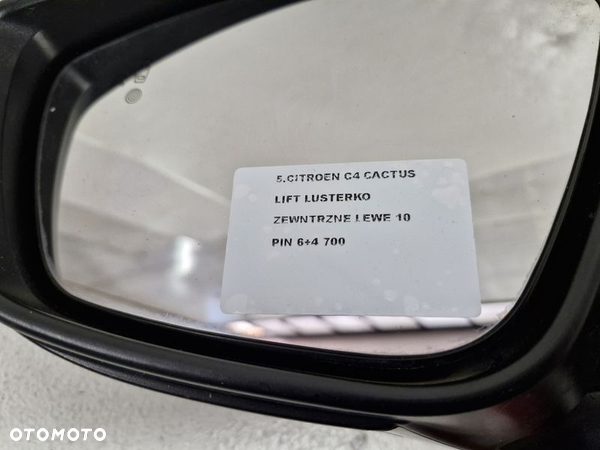 5.CITROEN C4 CACTUS
LIFT LUSTERKO
ZEWNTRZNE LEWE 10
PIN 6+4 700
OTOMOTO